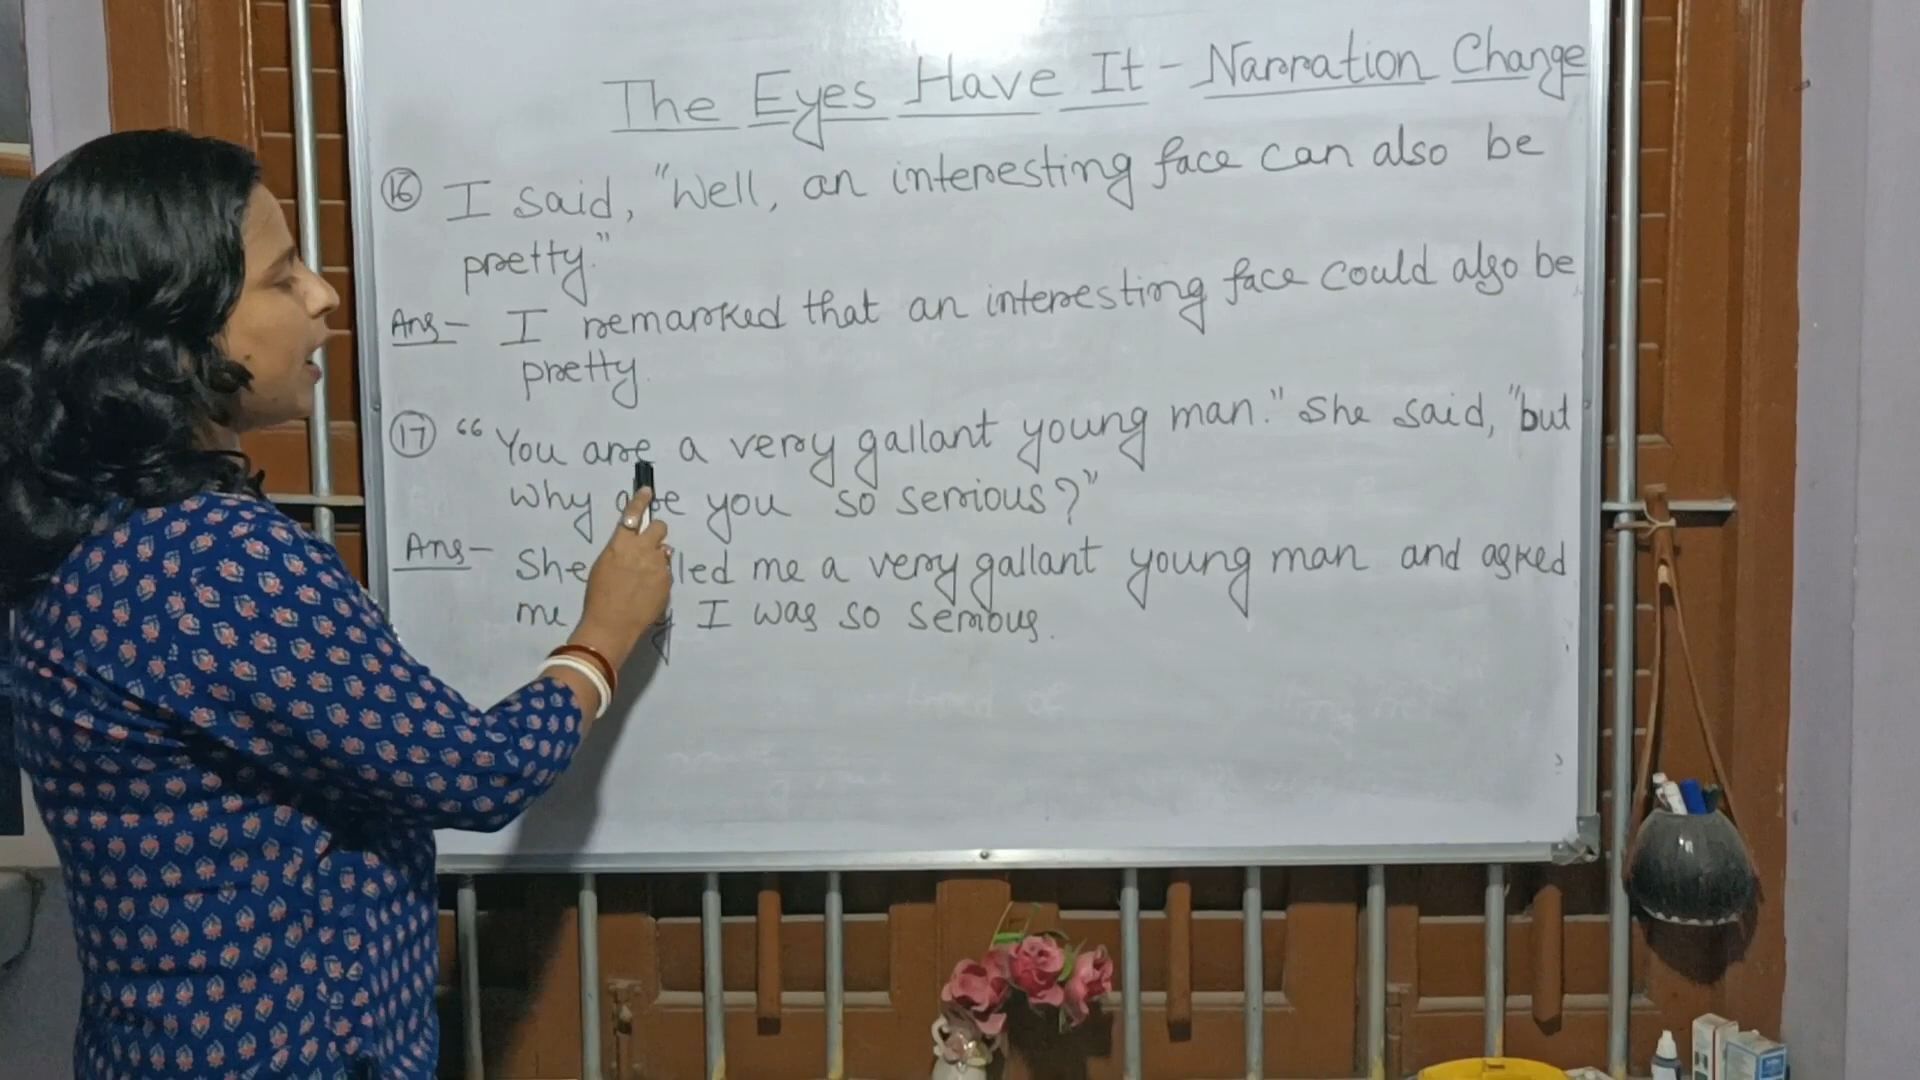 The Eyes Have It - Narration Change
16 I said, "Well, an interesting face can also be
pretty."
Ans- I remarked that an interesting face could also be
pretty.
17 "You are a very gallant young man." She said, "but
why are you so serious?"
Ans- She me a very gallant young man and asked
me I was so serious.